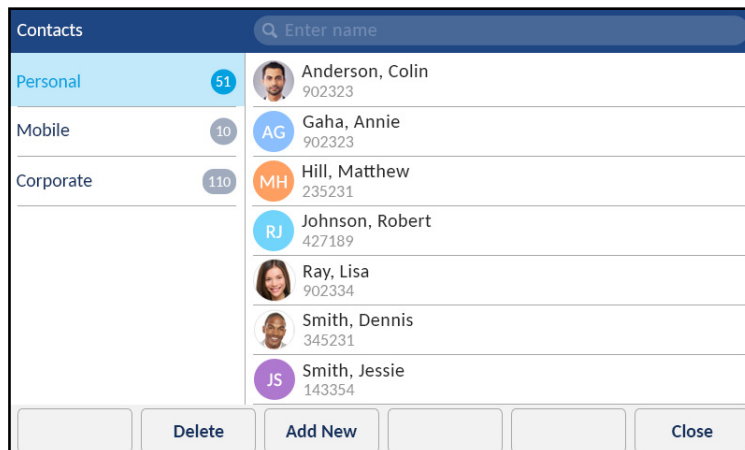 Contacts
Enter name
Personal 51
Mobile 10
Corporate 110
Anderson, Colin
902323
AG
Gaha, Annie
902323
MH
Hill, Matthew
235231
RJ
Johnson, Robert
427189
Ray, Lisa
902334
Smith, Dennis
345231
JS
Smith, Jessie
143354
Delete Add New Close